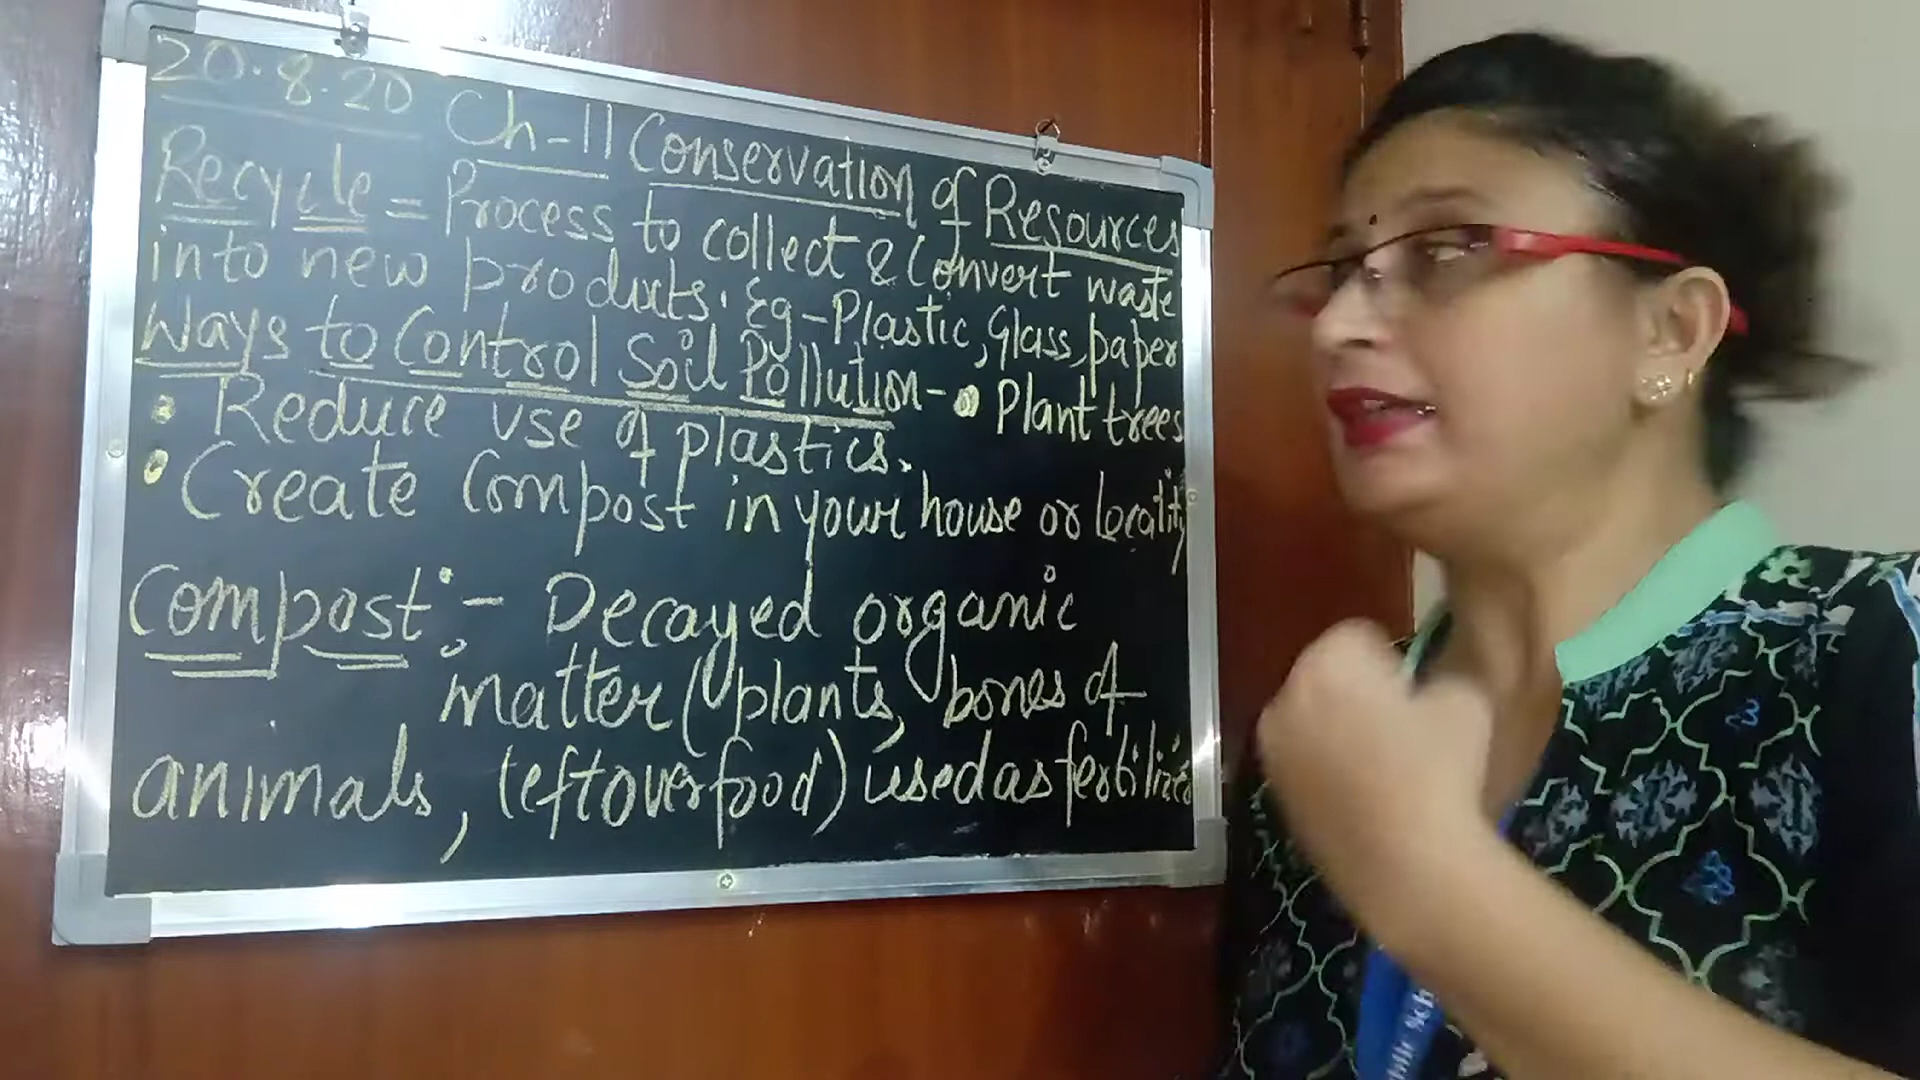 20.8.20 Ch-11 Conservation of Resources
Recycle = Process to collect & Convert waste
into new products. Eg - Plastic, Glass, paper
Ways to Control Soil Pollution - • Plant trees
• Reduce use of plastics.
• Create Compost in your house or locality
Compost :- Decayed organic
matter (plants, bones of
animals, leftover food) used as fertilizer